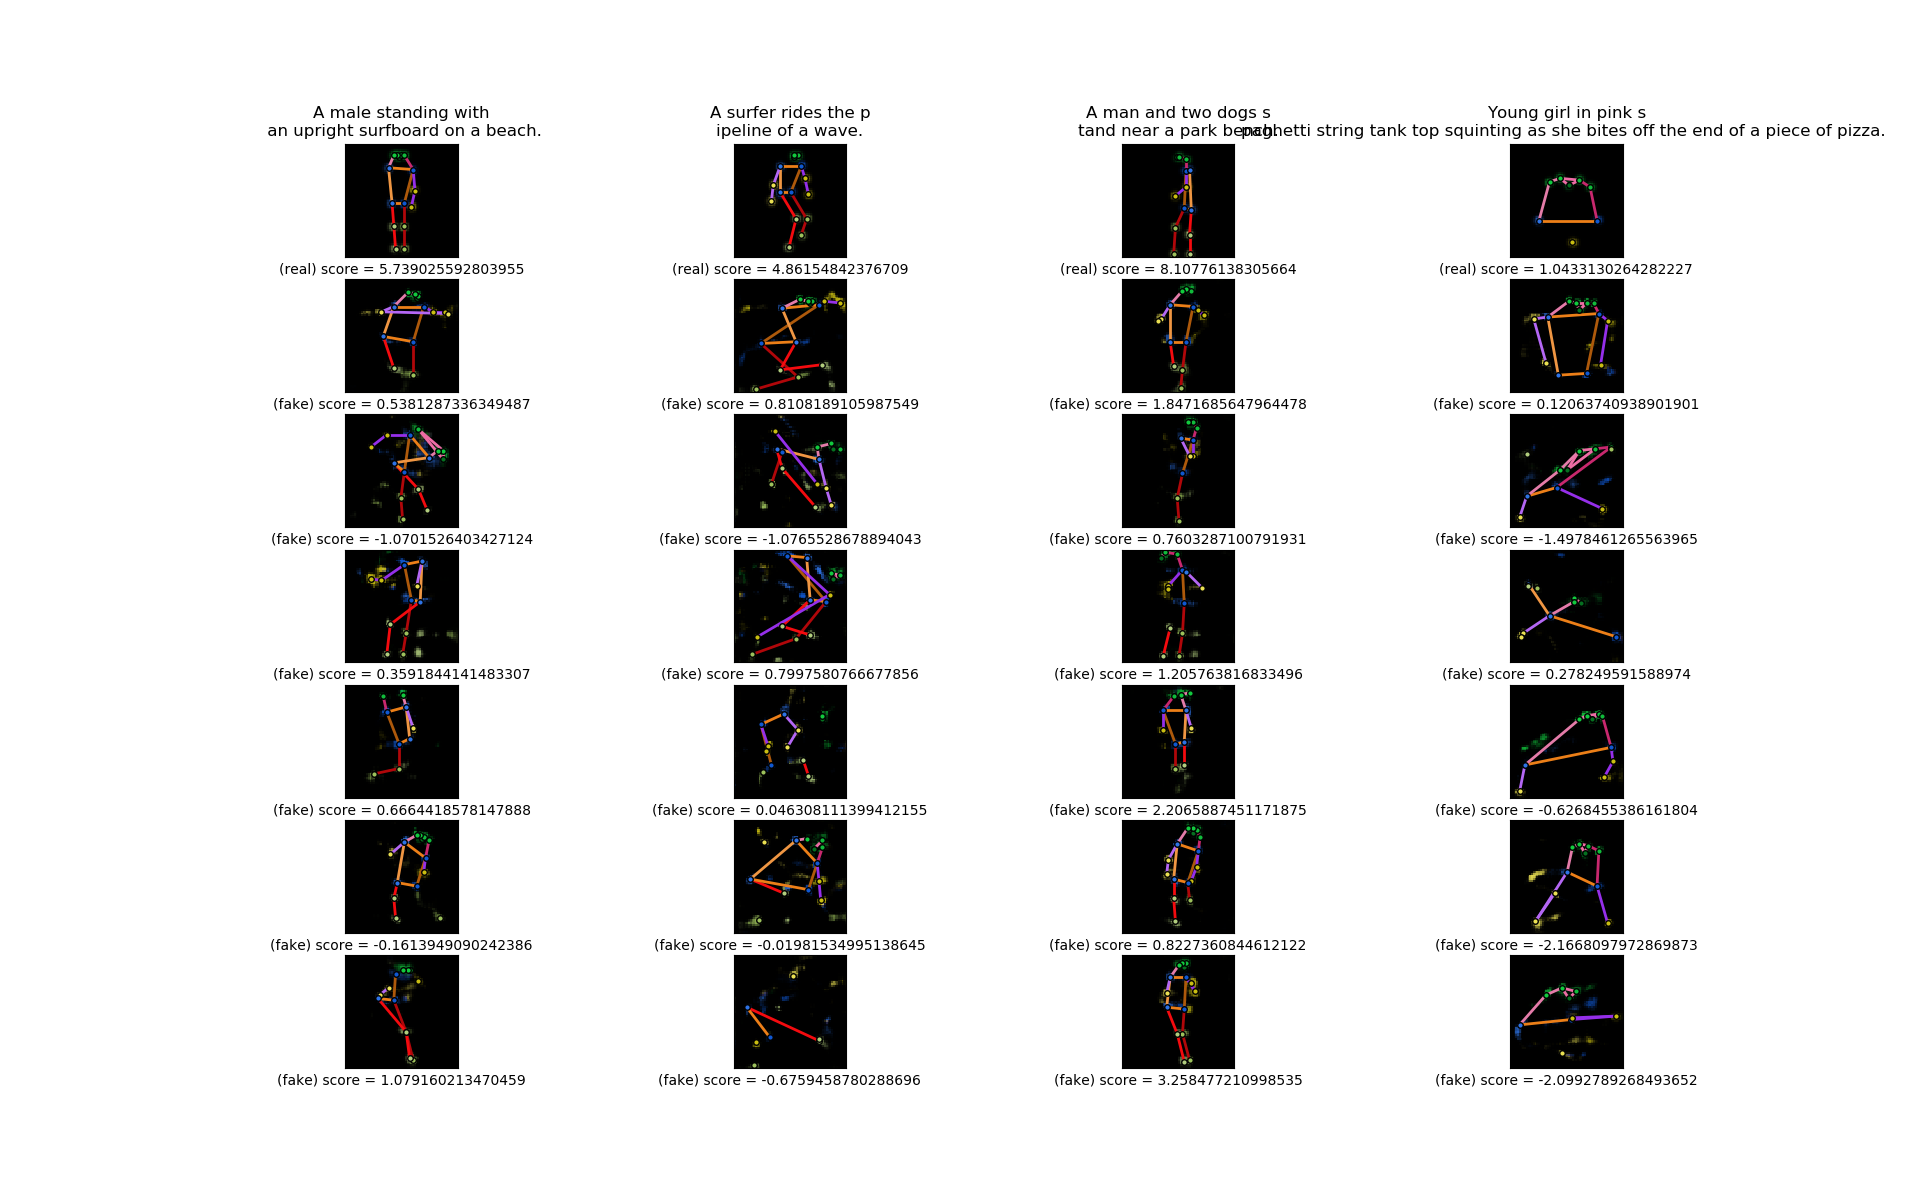 A male standing with
an upright surfboard on a beach.
A surfer rides the p
ipeline of a wave.
A man and two dogs s
tand near a park bench.
Young girl in pink s
paghetti string tank top squinting as she bites off the end of a piece of pizza.
(real) score = 5.739025592803955
(real) score = 4.86154842376709
(real) score = 8.10776138305664
(real) score = 1.0433130264282227
(fake) score = 0.5381287336349487
(fake) score = 0.8108189105987549
(fake) score = 1.8471685647964478
(fake) score = 0.12063740938901901
(fake) score = -1.0701526403427124
(fake) score = -1.0765528678894043
(fake) score = 0.7603287100791931
(fake) score = -1.4978461265563965
(fake) score = 0.3591844141483307
(fake) score = 0.7997580766677856
(fake) score = 1.205763816833496
(fake) score = 0.278249591588974
(fake) score = 0.6664418578147888
(fake) score = 0.046308111399412155
(fake) score = 2.2065887451171875
(fake) score = -0.6268455386161804
(fake) score = -0.1613949090242386
(fake) score = -0.01981534995138645
(fake) score = 0.8227360844612122
(fake) score = -2.1668097972869873
(fake) score = 1.079160213470459
(fake) score = -0.6759458780288696
(fake) score = 3.258477210998535
(fake) score = -2.0992789268493652